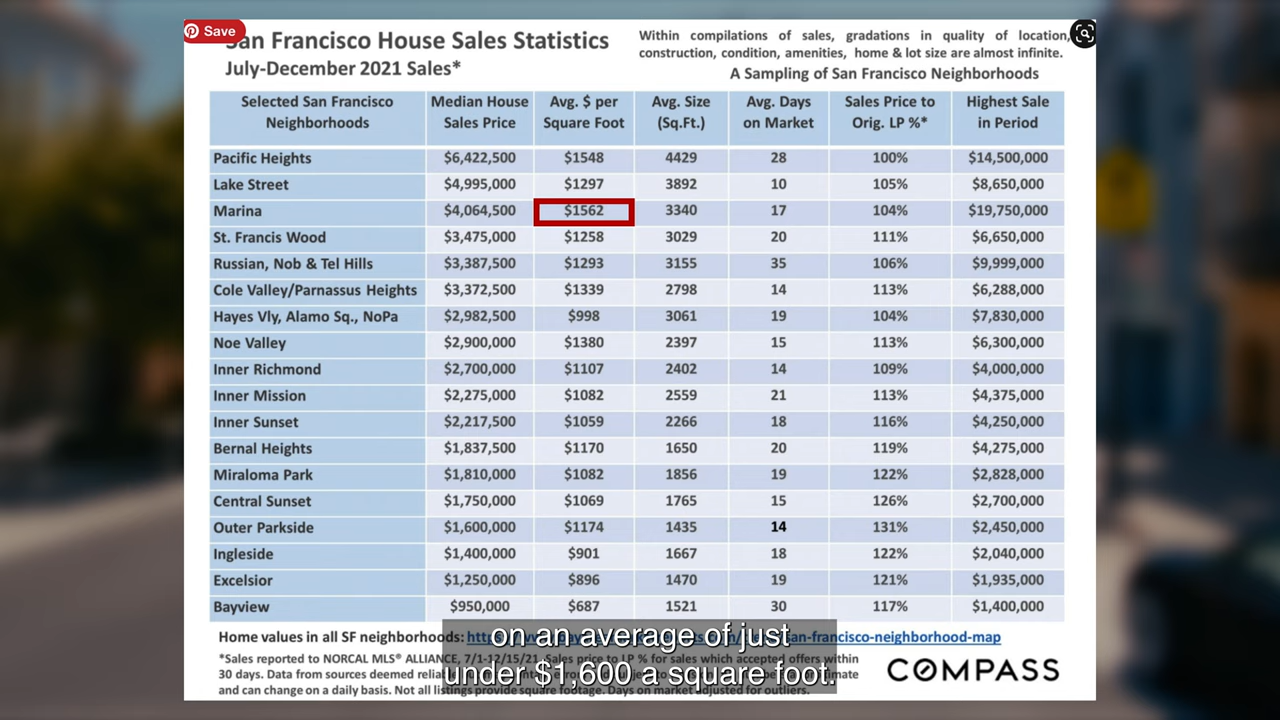 Save
San Francisco House Sales Statistics
July-December 2021 Sales*
Within compilations of sales, gradations in quality of location,
construction, condition, amenities, home & lot size are almost infinite.
A Sampling of San Francisco Neighborhoods
Selected San Francisco Neighborhoods Median House Sales Price Avg. $ per Square Foot Avg. Size (Sq.Ft.) Avg. Days on Market Sales Price to Orig. LP %* Highest Sale in Period
Pacific Heights $6,422,500 $1548 4429 28 100% $14,500,000
Lake Street $4,995,000 $1297 3892 10 105% $8,650,000
Marina $4,064,500 $1562 3340 17 104% $19,750,000
St. Francis Wood $3,475,000 $1258 3029 20 111% $6,650,000
Russian, Nob & Tel Hills $3,387,500 $1293 3155 35 106% $9,999,000
Cole Valley/Parnassus Heights $3,372,500 $1339 2798 14 113% $6,288,000
Hayes Vly, Alamo Sq., NoPa $2,982,500 $998 3061 19 104% $7,830,000
Noe Valley $2,900,000 $1380 2397 15 113% $6,300,000
Inner Richmond $2,700,000 $1107 2402 14 109% $4,000,000
Inner Mission $2,275,000 $1082 2559 21 113% $4,375,000
Inner Sunset $2,217,500 $1059 2266 18 116% $4,250,000
Bernal Heights $1,837,500 $1170 1650 20 119% $4,275,000
Miraloma Park $1,810,000 $1082 1856 19 122% $2,828,000
Central Sunset $1,750,000 $1069 1765 15 126% $2,700,000
Outer Parkside $1,600,000 $1174 1435 14 131% $2,450,000
Ingleside $1,400,000 $901 1667 18 122% $2,040,000
Excelsior $1,250,000 $896 1470 19 121% $1,935,000
Bayview $950,000 $687 1521 30 117% $1,400,000
Home values in all SF neighborhoods: san-francisco-neighborhood-map
*Sales reported to NORCAL MLS® ALLIANCE, 7/1-12/15/21. Sales price to LP % for sales which accepted offers within
30 days. Data from sources deemed
and can change on a daily basis. Not all listings provide square footage. Days on market adjusted for outliers.
COMPASS
on an average of just
under $1,600 a square foot.